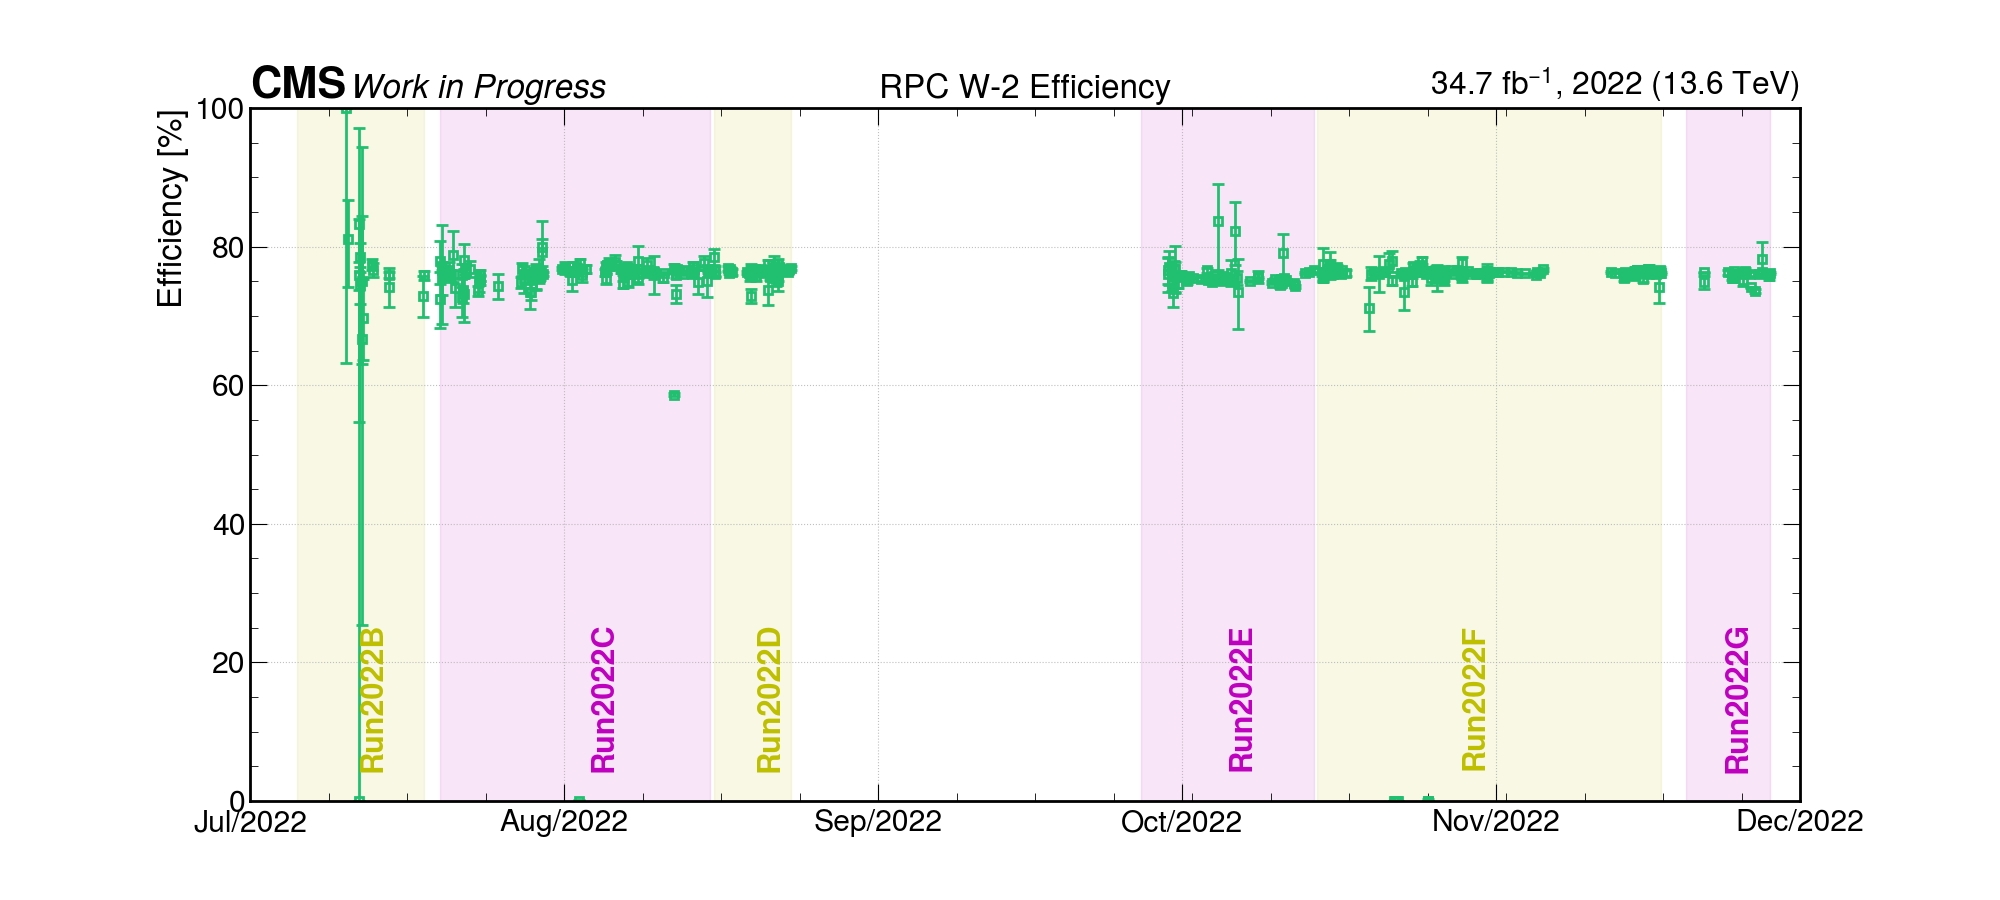 CMS Work in Progress RPC W-2 Efficiency 34.7 fb⁻¹, 2022 (13.6 TeV)
Efficiency [%]
100
80
60
40
20
0
Run2022B
Run2022C
Run2022D
Run2022E
Run2022F
Run2022G
Jul/2022 Aug/2022 Sep/2022 Oct/2022 Nov/2022 Dec/2022